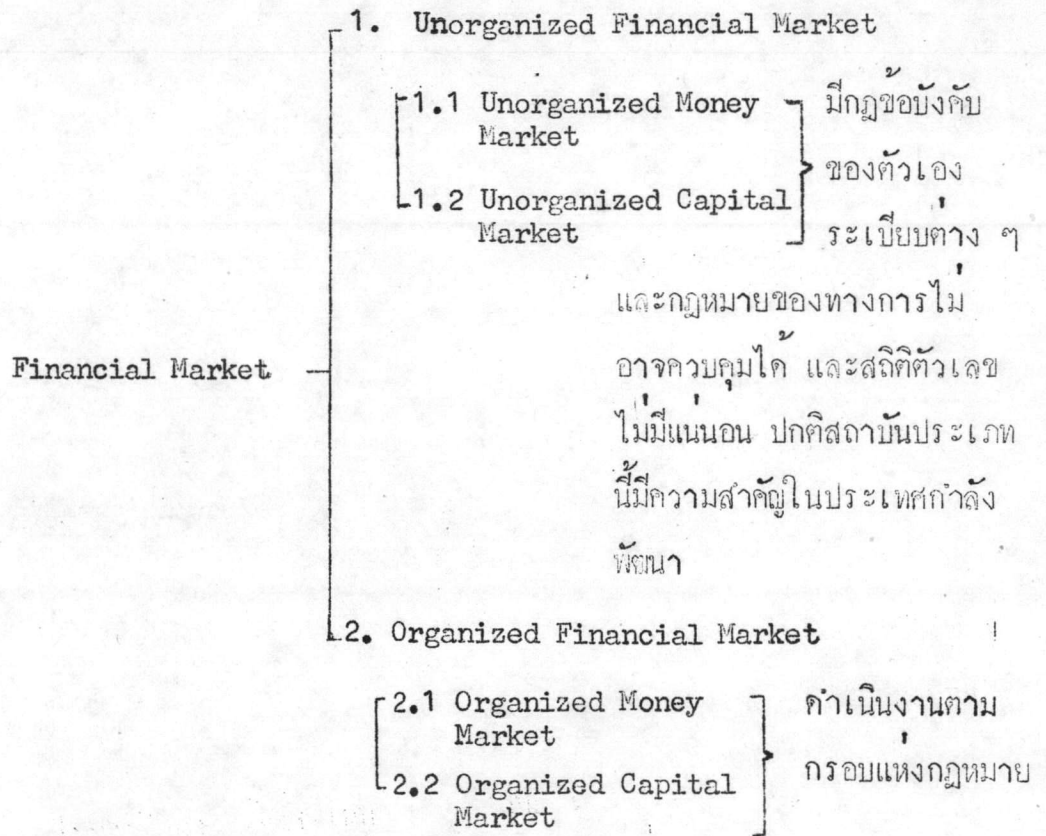 1. Unorganized Financial Market
1.1 Unorganized Money
Market
มีกฎข้อบังคับ
ของตัวเอง
1.2 Unorganized Capital
Market
ระเบียบต่าง ๆ
และกฎหมายของทางการไม่
อาจควบคุมได้ และสถิติตัวเลข
Financial Market
ไม่มีแน่นอน ปกติสถาบันประเภท
นี้มีความสำคัญในประเทศกำลัง
พัฒนา
2. Organized Financial Market
2.1 Organized Money
Market
ดำเนินงานตาม
กรอบแห่งกฎหมาย
2.2 Organized Capital
Market